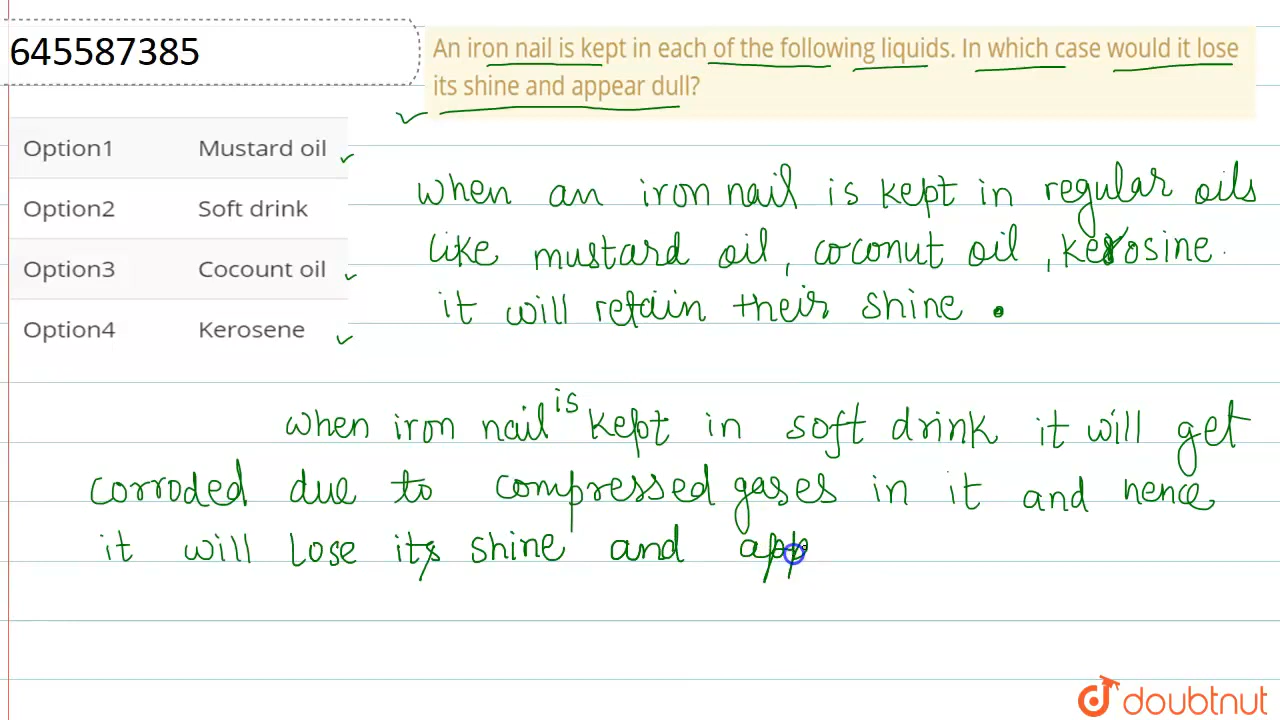 645587385
An iron nail is kept in each of the following liquids. In which case would it lose
its shine and appear dull?
Option1 Mustard oil
Option2 Soft drink
Option3 Cocount oil
Option4 Kerosene
When an iron nail is kept in regular oils
like mustard oil, coconut oil, kerosine.
it will retain their shine.
when iron nail is kept in soft drink it will get
corroded due to compressed gases in it and hence
it will lose its shine and app
doubtnut